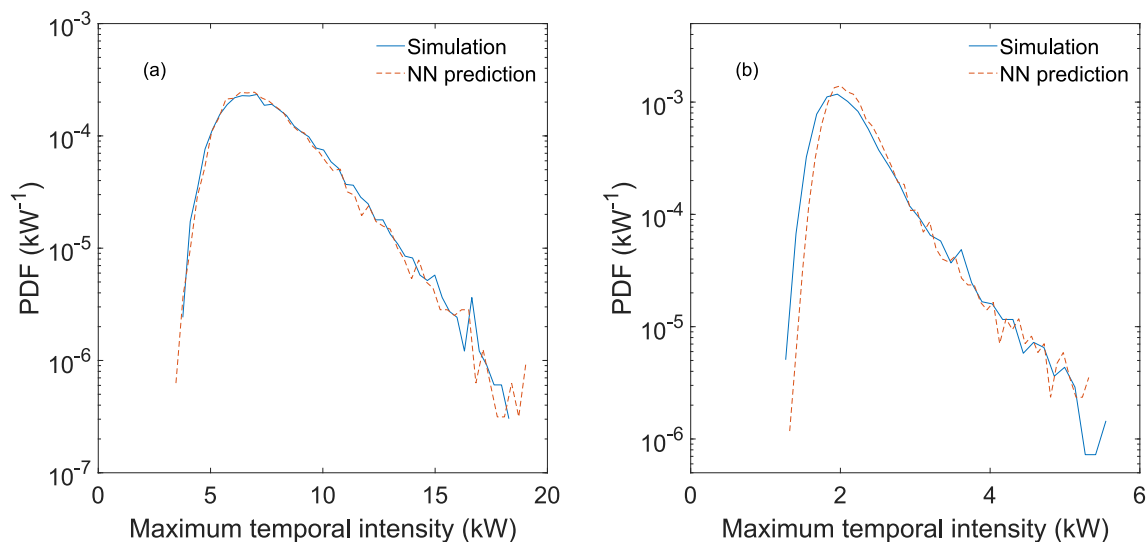 10⁻³
10⁻⁴
10⁻⁵
10⁻⁶
10⁻⁷
PDF (kW⁻¹)
(a)
Simulation
NN prediction
0 5 10 15 20
Maximum temporal intensity (kW)
10⁻³
10⁻⁴
10⁻⁵
10⁻⁶
PDF (kW⁻¹)
(b)
Simulation
NN prediction
0 2 4 6
Maximum temporal intensity (kW)